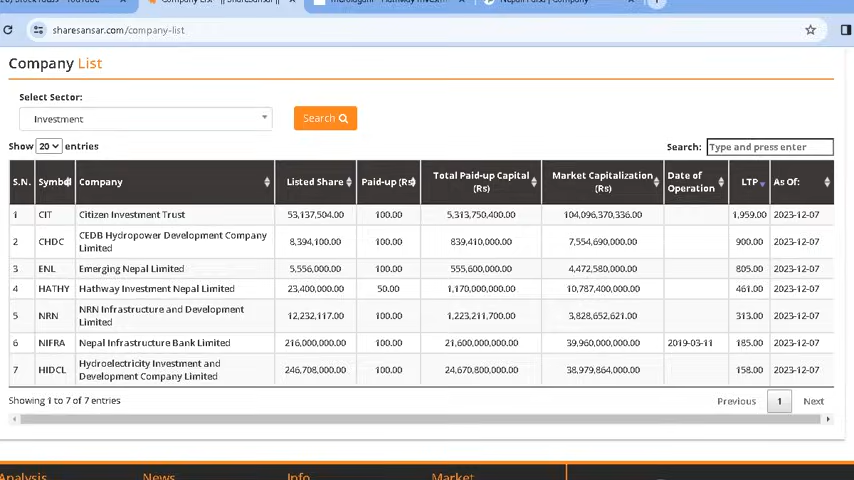 sharesansar.com/company-list
Company List
Select Sector:
Investment
Search
Show 20 entries
Search: Type and press enter
S.N. Symbol Company Listed Share Paid-up (Rs) Total Paid-up Capital (Rs) Market Capitalization (Rs) Date of Operation LTP As Of:
1 CIT Citizen Investment Trust 53,137,504.00 100.00 5,313,750,400.00 104,096,370,336.00 1,959.00 2023-12-07
2 CHDC CEDB Hydropower Development Company Limited 8,394,100.00 100.00 839,410,000.00 7,554,690,000.00 900.00 2023-12-07
3 ENL Emerging Nepal Limited 5,556,000.00 100.00 555,600,000.00 4,472,580,000.00 805.00 2023-12-07
4 HATHY Hathway Investment Nepal Limited 23,400,000.00 50.00 1,170,000,000.00 10,787,400,000.00 461.00 2023-12-07
5 NRN NRN Infrastructure and Development Limited 12,232,117.00 100.00 1,223,211,700.00 3,828,652,621.00 313.00 2023-12-07
6 NIFRA Nepal Infrastructure Bank Limited 216,000,000.00 100.00 21,600,000,000.00 39,960,000,000.00 2019-03-11 185.00 2023-12-07
7 HIDCL Hydroelectricity Investment and Development Company Limited 246,708,000.00 100.00 24,670,800,000.00 38,979,864,000.00 158.00 2023-12-07
Showing 1 to 7 of 7 entries
Previous 1 Next
Analysis News Info Market